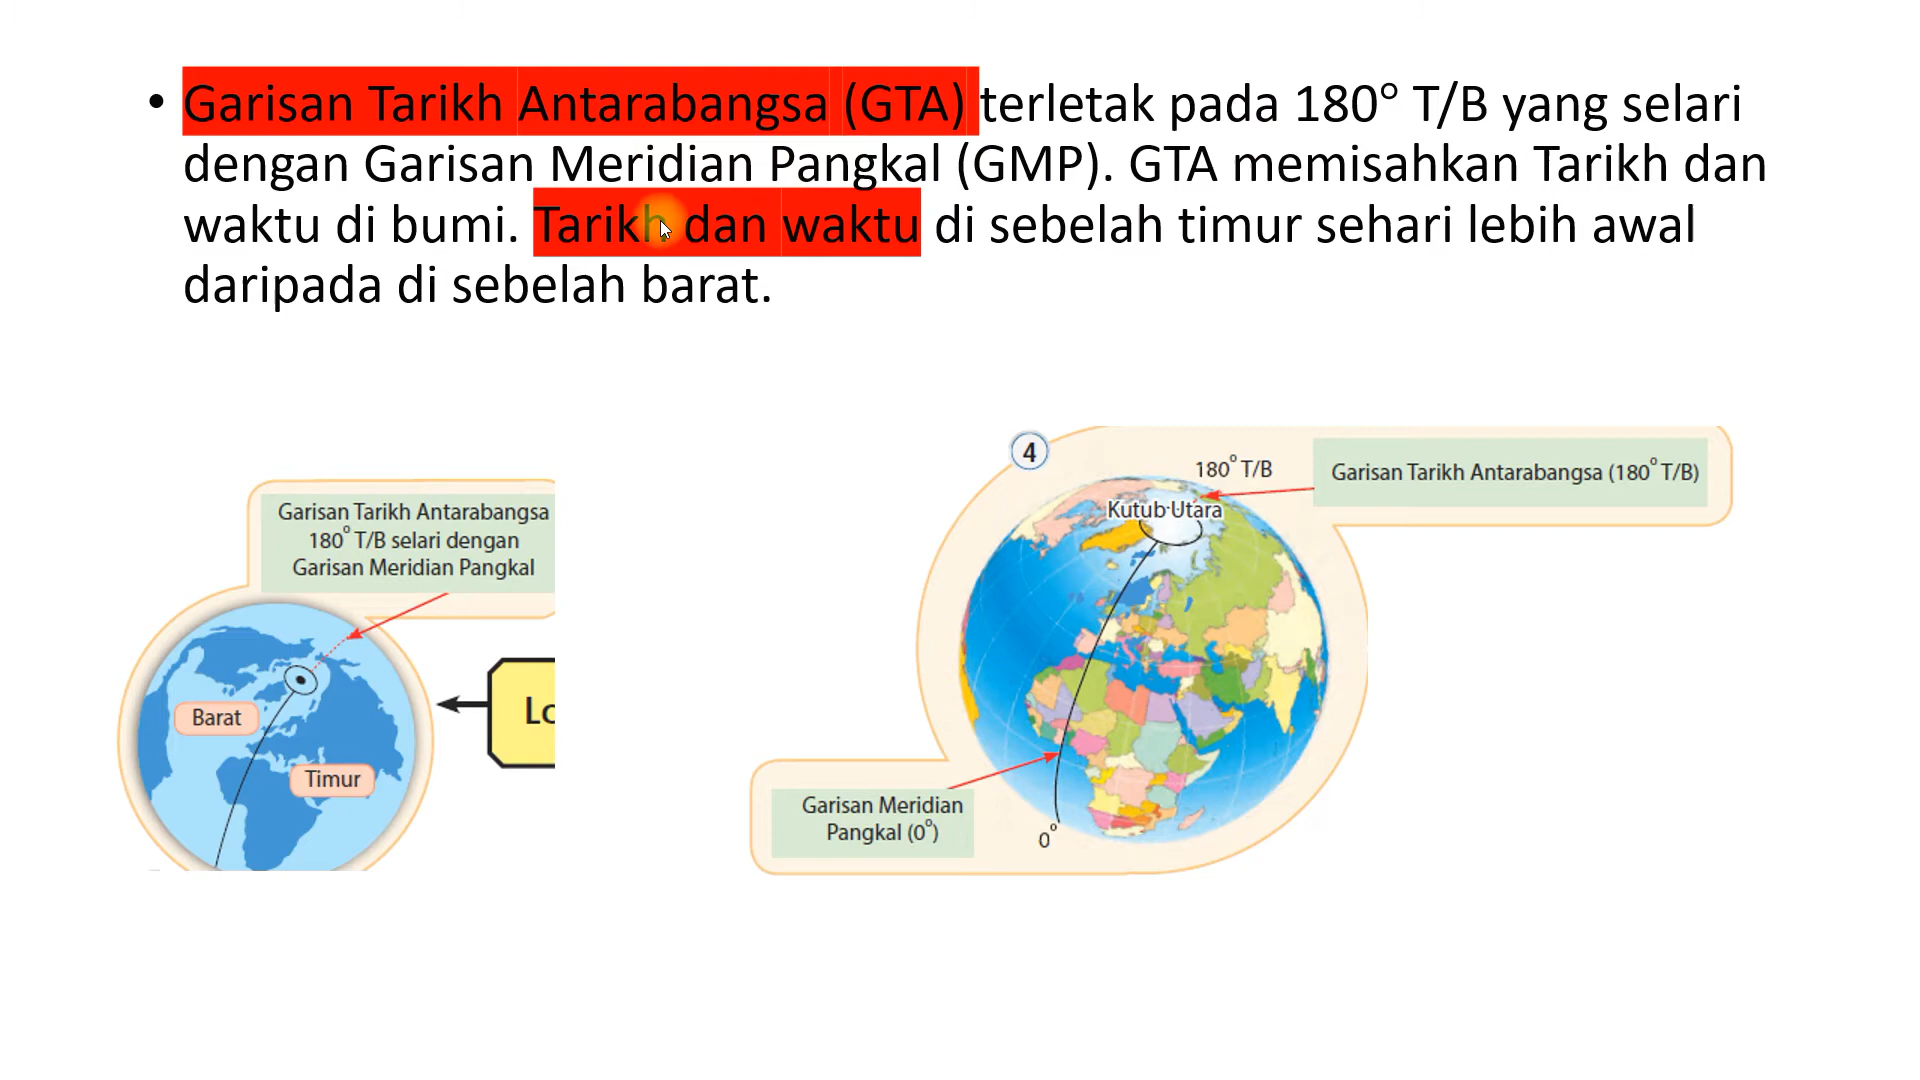 • Garisan Tarikh Antarabangsa (GTA) terletak pada 180° T/B yang selari
dengan Garisan Meridian Pangkal (GMP). GTA memisahkan Tarikh dan
waktu di bumi. Tarikh dan waktu di sebelah timur sehari lebih awal
daripada di sebelah barat.
Garisan Tarikh Antarabangsa
180° T/B selari dengan
Garisan Meridian Pangkal
Barat
Timur
4
180° T/B
Garisan Tarikh Antarabangsa (180° T/B)
Kutub Utara
Garisan Meridian
Pangkal (0°)
0°